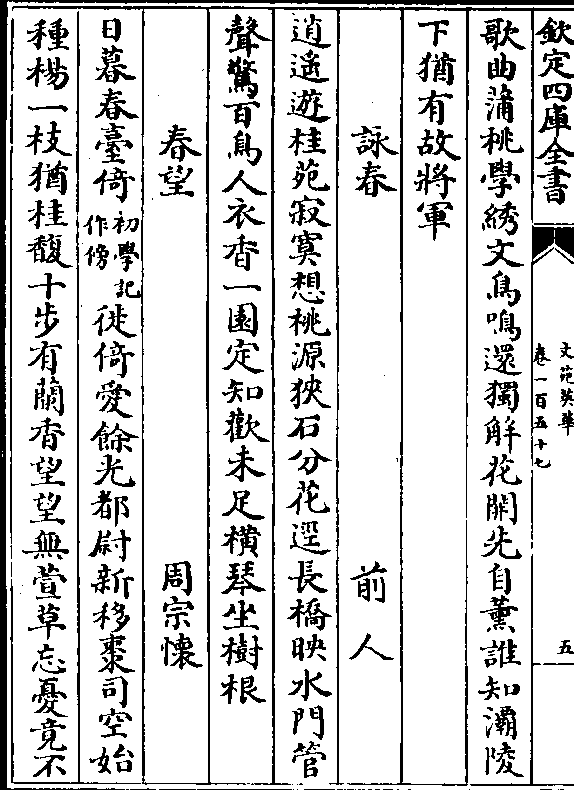 欽定四庫全書
文苑英華
卷一百五十七
五
歌曲蒲桃學綉文鳥鳴還獨解花開先自薰誰知灞陵
下猶有故將軍
詠春 前人
逍遥遊桂苑寂寞想桃源狹石分花逕長橋映水門管
聲驚百鳥人衣香一園定知歡未足橫琴坐樹根
春望 周宗懷
日暮春臺倚初學記作傍徙倚愛餘光都尉新移棗司空始
種楊一枝猶桂馥十步有蘭香望望無萱草忘憂竟不